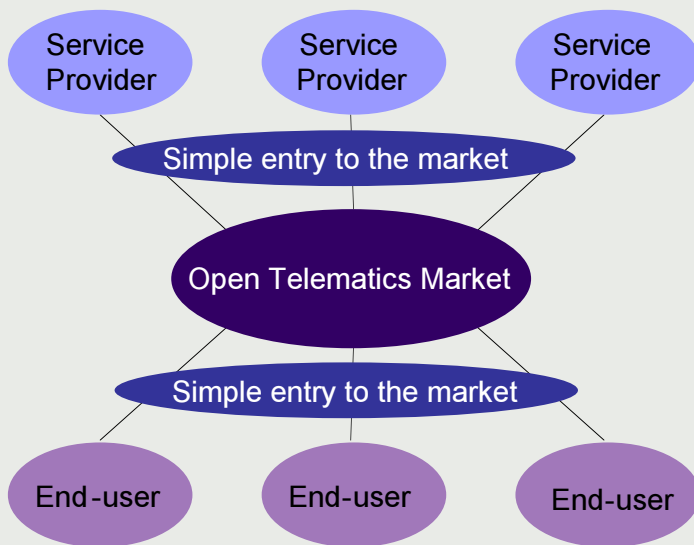 Service
Provider
Service
Provider
Service
Provider
Simple entry to the market
Open Telematics Market
Simple entry to the market
End-user
End-user
End-user